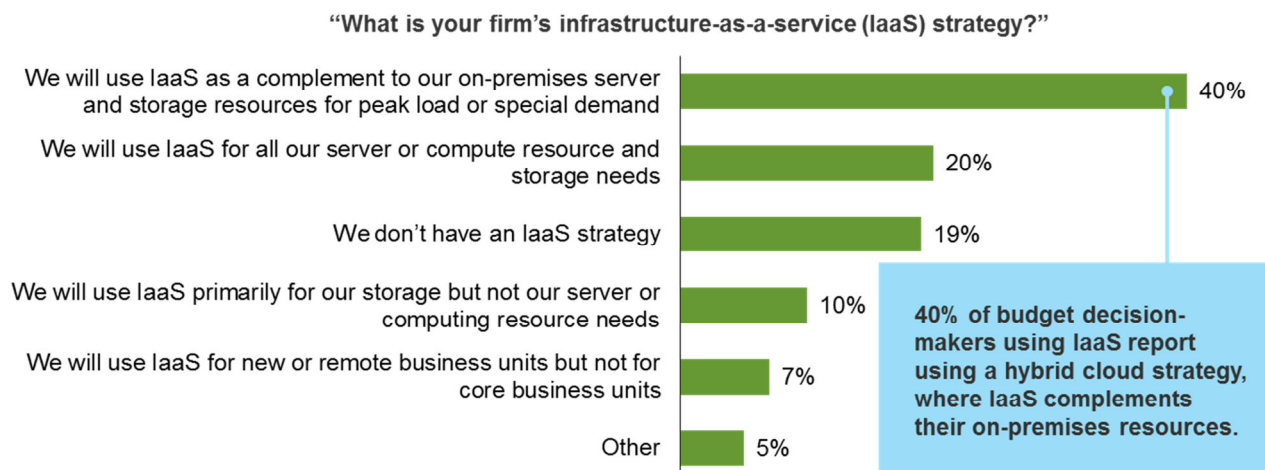 “What is your firm’s infrastructure-as-a-service (IaaS) strategy?”
We will use IaaS as a complement to our on-premises server
and storage resources for peak load or special demand
40%
We will use IaaS for all our server or compute resource and
storage needs
20%
We don’t have an IaaS strategy
19%
We will use IaaS primarily for our storage but not our server or
computing resource needs
10%
We will use IaaS for new or remote business units but not for
core business units
7%
Other
5%
40% of budget decision-
makers using IaaS report
using a hybrid cloud strategy,
where IaaS complements
their on-premises resources.